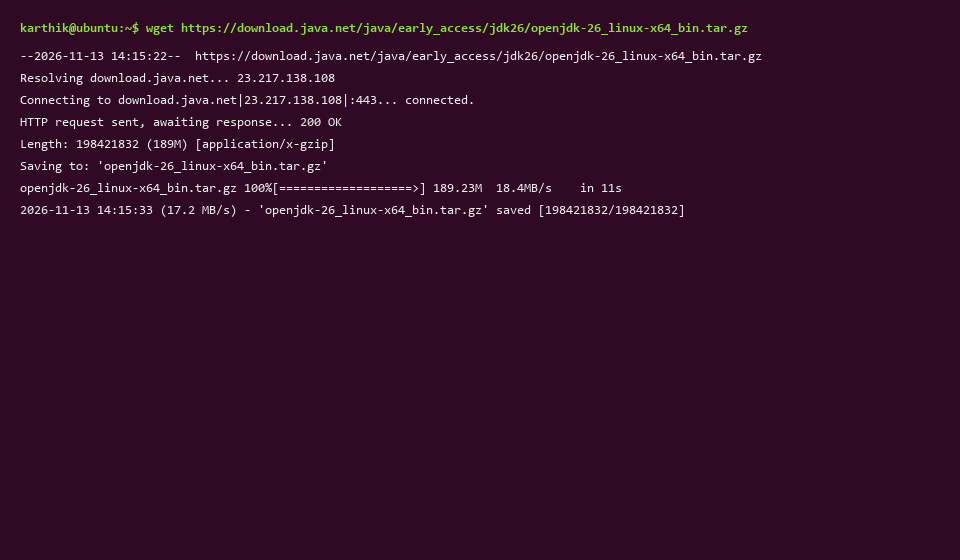 karthik@ubuntu:~$ wget https://download.java.net/java/early_access/jdk26/openjdk-26_linux-x64_bin.tar.gz
--2026-11-13 14:15:22--  https://download.java.net/java/early_access/jdk26/openjdk-26_linux-x64_bin.tar.gz
Resolving download.java.net... 23.217.138.108
Connecting to download.java.net|23.217.138.108|:443... connected.
HTTP request sent, awaiting response... 200 OK
Length: 198421832 (189M) [application/x-gzip]
Saving to: 'openjdk-26_linux-x64_bin.tar.gz'
openjdk-26_linux-x64_bin.tar.gz 100%[===================>] 189.23M  18.4MB/s    in 11s
2026-11-13 14:15:33 (17.2 MB/s) - 'openjdk-26_linux-x64_bin.tar.gz' saved [198421832/198421832]